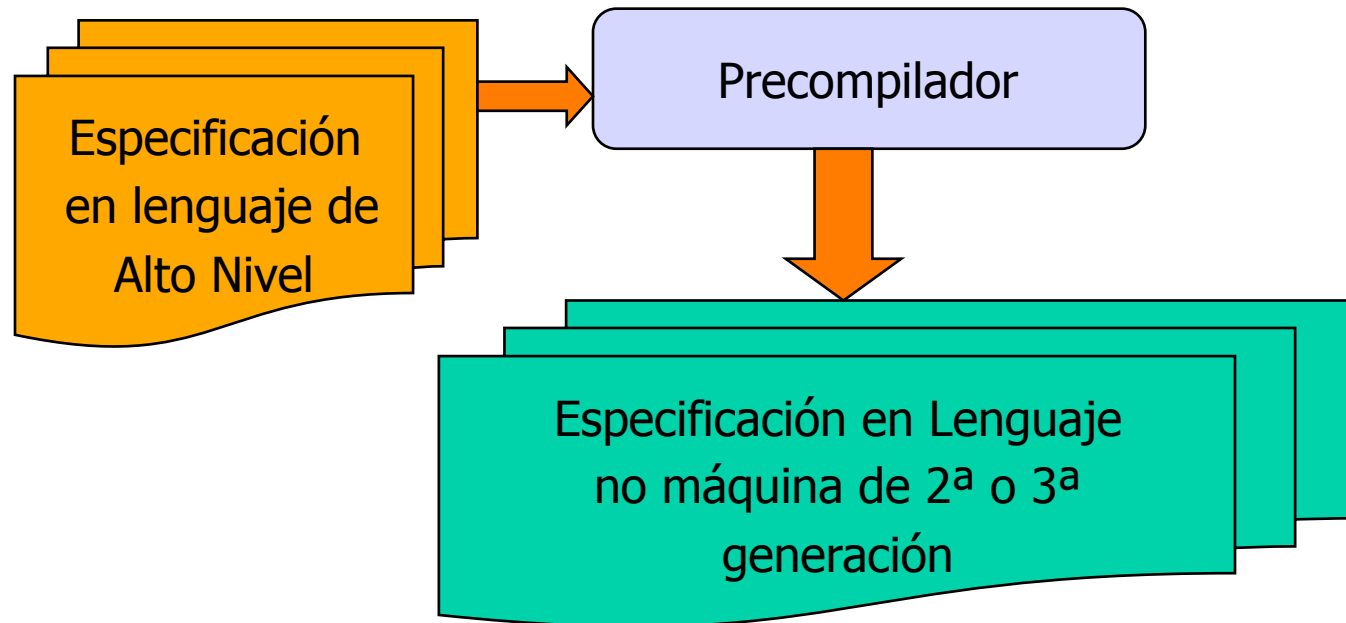 Precompilador
Especificación
en lenguaje de
Alto Nivel
Especificación en Lenguaje
no máquina de 2ª o 3ª
generación